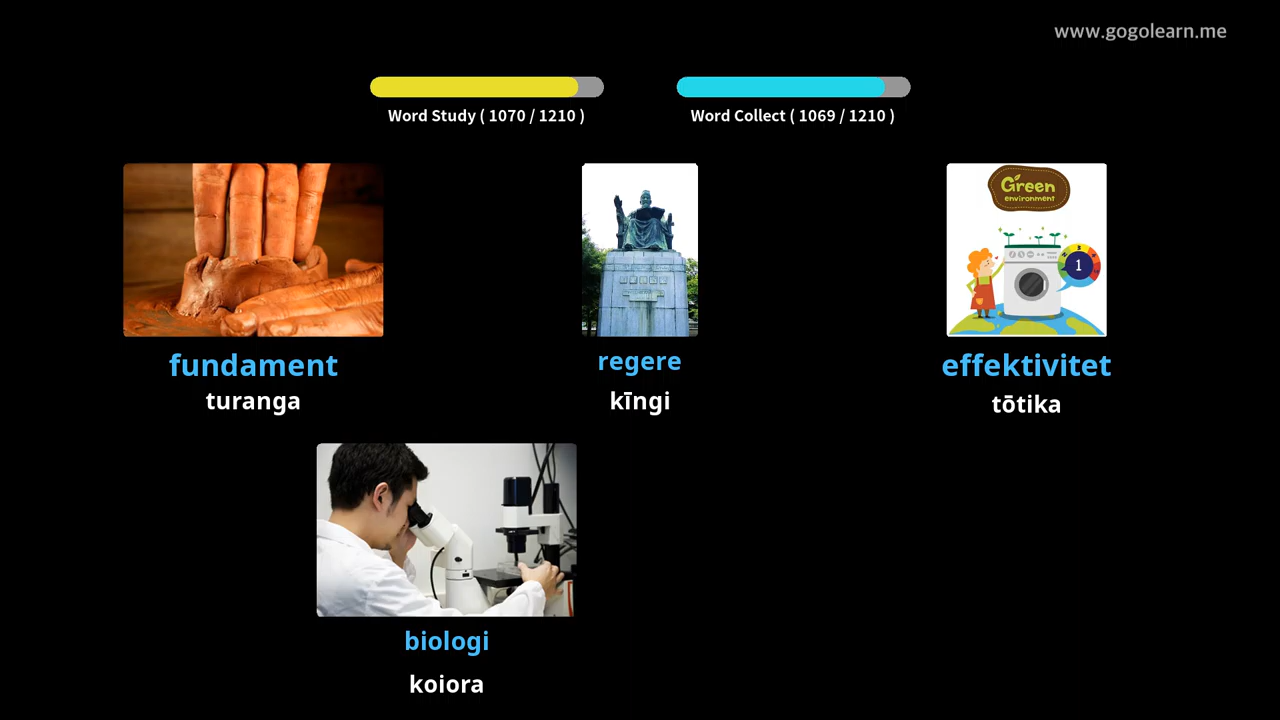 www.gogolearn.me
Word Study ( 1070 / 1210 )
Word Collect ( 1069 / 1210 )
Green
environment
1
fundament
turanga
regere
kīngi
effektivitet
tōtika
biologi
koiora